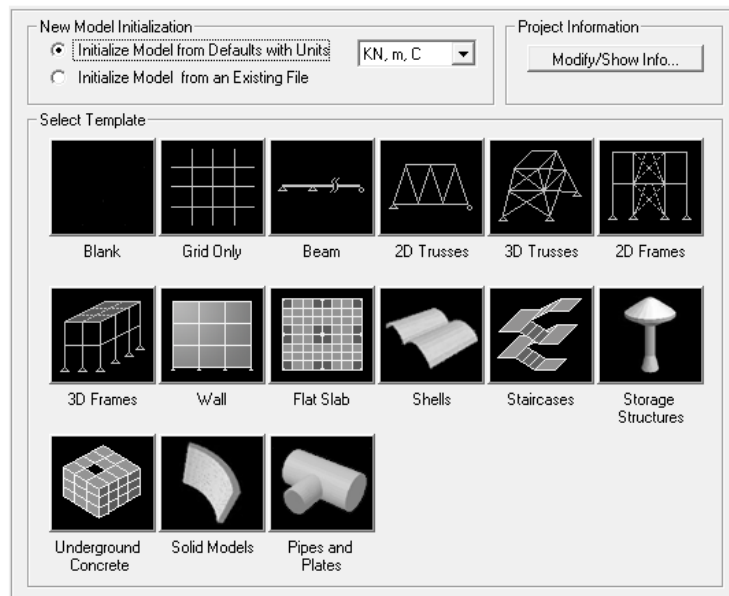 New Model Initialization
Project Information
Initialize Model from Defaults with Units
KN, m, C
Modify/Show Info...
Initialize Model from an Existing File
Select Template
Blank
Grid Only
Beam
2D Trusses
3D Trusses
2D Frames
3D Frames
Wall
Flat Slab
Shells
Staircases
Storage
Structures
Underground
Concrete
Solid Models
Pipes and
Plates